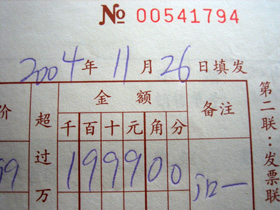 No 00541794
2004年 11月 26日填发
价 超过万 金额 备注
千百十元角分
99 199900
第二联:发票联